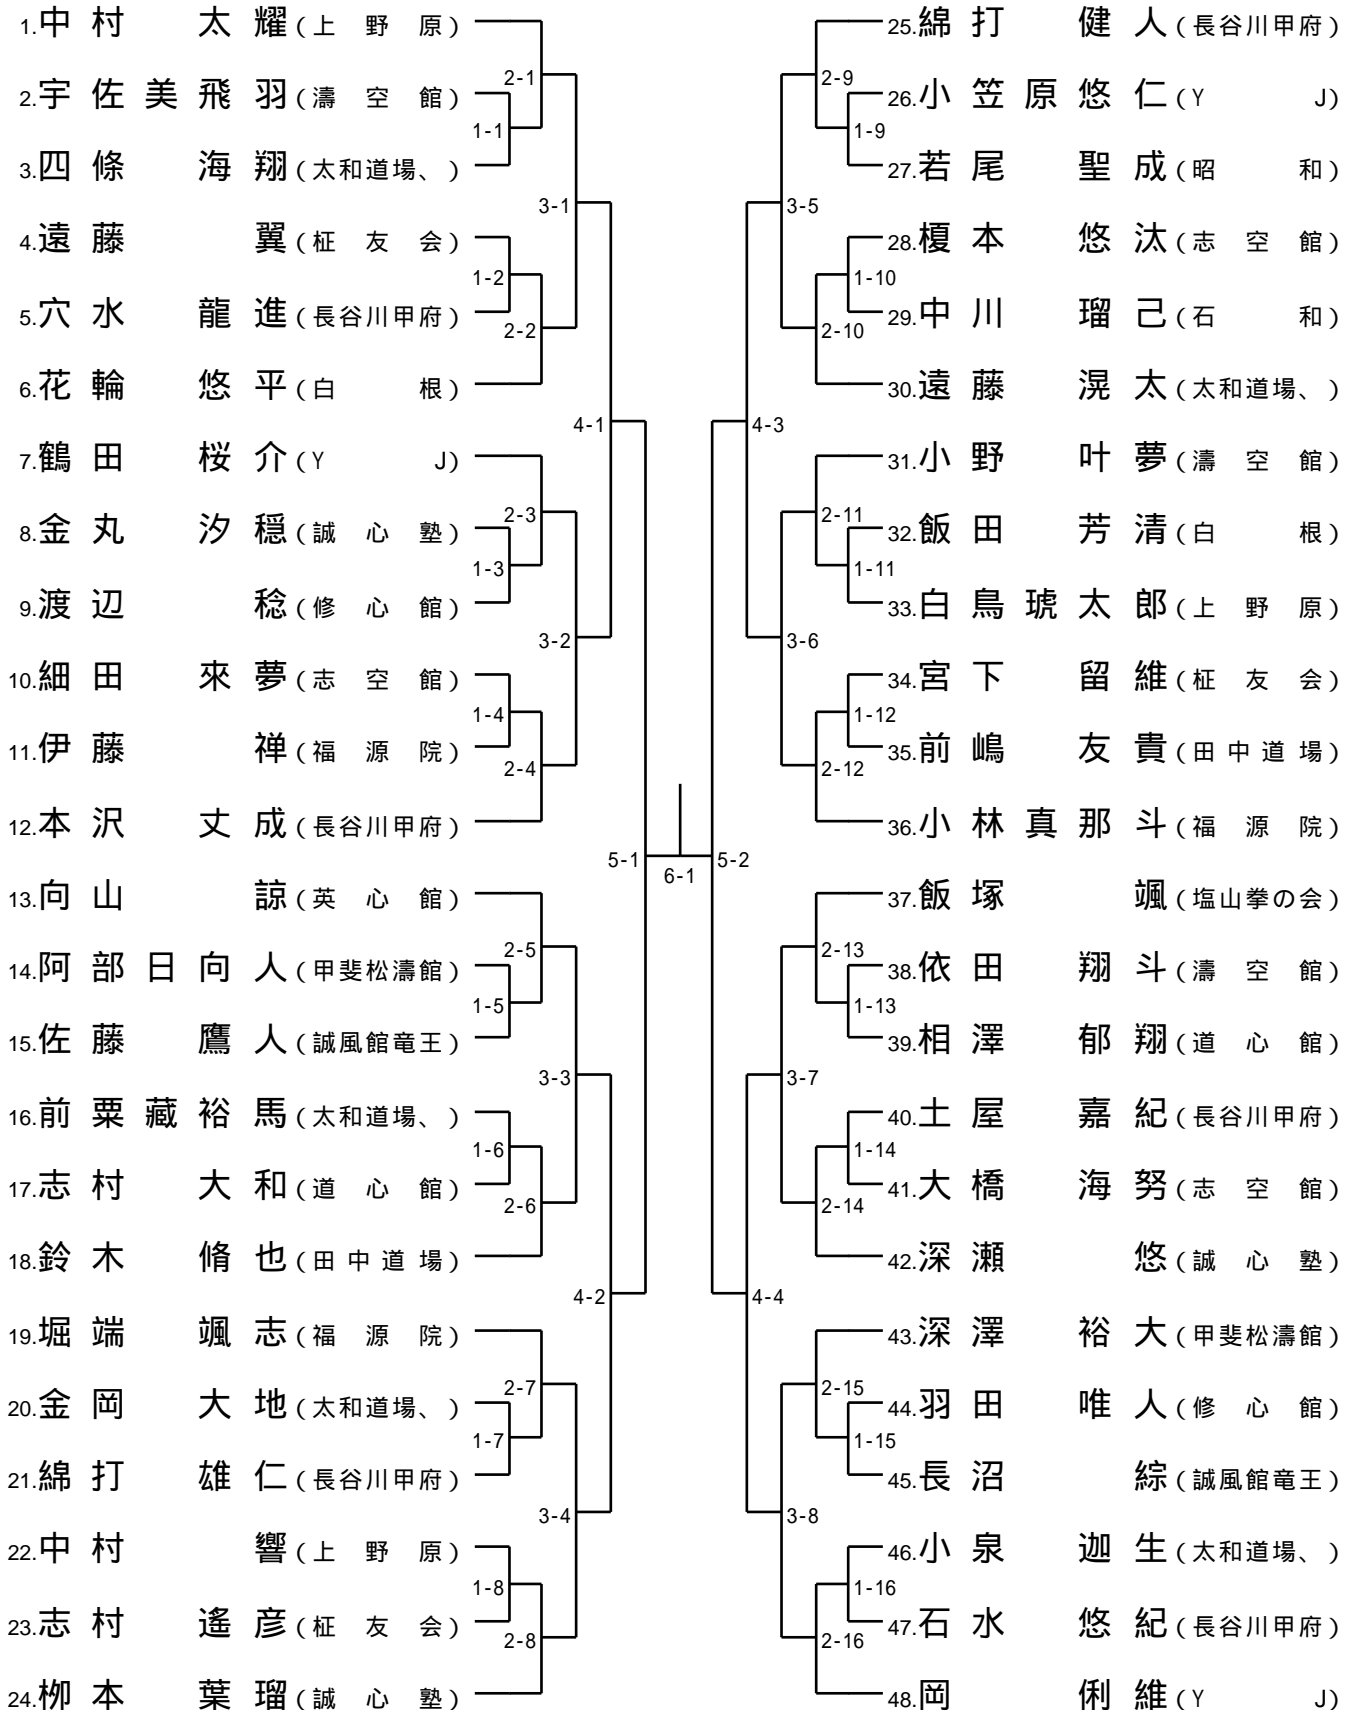 1.中村 太耀(上野原)
2-1
2.宇佐美飛羽(濤空館)
1-1
3.四條 海翔(太和道場、)
3-1
4.遠藤 翼(柾友会)
1-2
5.穴水 龍進(長谷川甲府)
2-2
6.花輪 悠平(白根)
4-1
7.鶴田 桜介(YJ)
2-3
8.金丸 汐穏(誠心塾)
1-3
9.渡辺 稔(修心館)
3-2
10.細田 來夢(志空館)
1-4
11.伊藤 禅(福源院)
2-4
12.本沢 丈成(長谷川甲府)
5-1
13.向山 諒(英心館)
2-5
14.阿部日向人(甲斐松濤館)
1-5
15.佐藤 鷹人(誠風館竜王)
3-3
16.前粟藏裕馬(太和道場、)
1-6
17.志村 大和(道心館)
2-6
18.鈴木 脩也(田中道場)
4-2
19.堀端 颯志(福源院)
2-7
20.金岡 大地(太和道場、)
1-7
21.綿打 雄仁(長谷川甲府)
3-4
22.中村 響(上野原)
1-8
23.志村 遙彦(柾友会)
2-8
24.栁本 葉瑠(誠心塾)
6-1
25.綿打 健人(長谷川甲府)
2-9
26.小笠原悠仁(YJ)
1-9
27.若尾 聖成(昭和)
3-5
28.榎本 悠汰(志空館)
1-10
29.中川 瑠己(石和)
2-10
30.遠藤 滉太(太和道場、)
4-3
31.小野 叶夢(濤空館)
2-11
32.飯田 芳清(白根)
1-11
33.白鳥琥太郎(上野原)
3-6
34.宮下 留維(柾友会)
1-12
35.前嶋 友貴(田中道場)
2-12
36.小林真那斗(福源院)
5-2
37.飯塚 颯(塩山拳の会)
2-13
38.依田 翔斗(濤空館)
1-13
39.相澤 郁翔(道心館)
3-7
40.土屋 嘉紀(長谷川甲府)
1-14
41.大橋 海努(志空館)
2-14
42.深瀬 悠(誠心塾)
4-4
43.深澤 裕大(甲斐松濤館)
2-15
44.羽田 唯人(修心館)
1-15
45.長沼 綜(誠風館竜王)
3-8
46.小泉 迦生(太和道場、)
1-16
47.石水 悠紀(長谷川甲府)
2-16
48.岡 俐維(YJ)